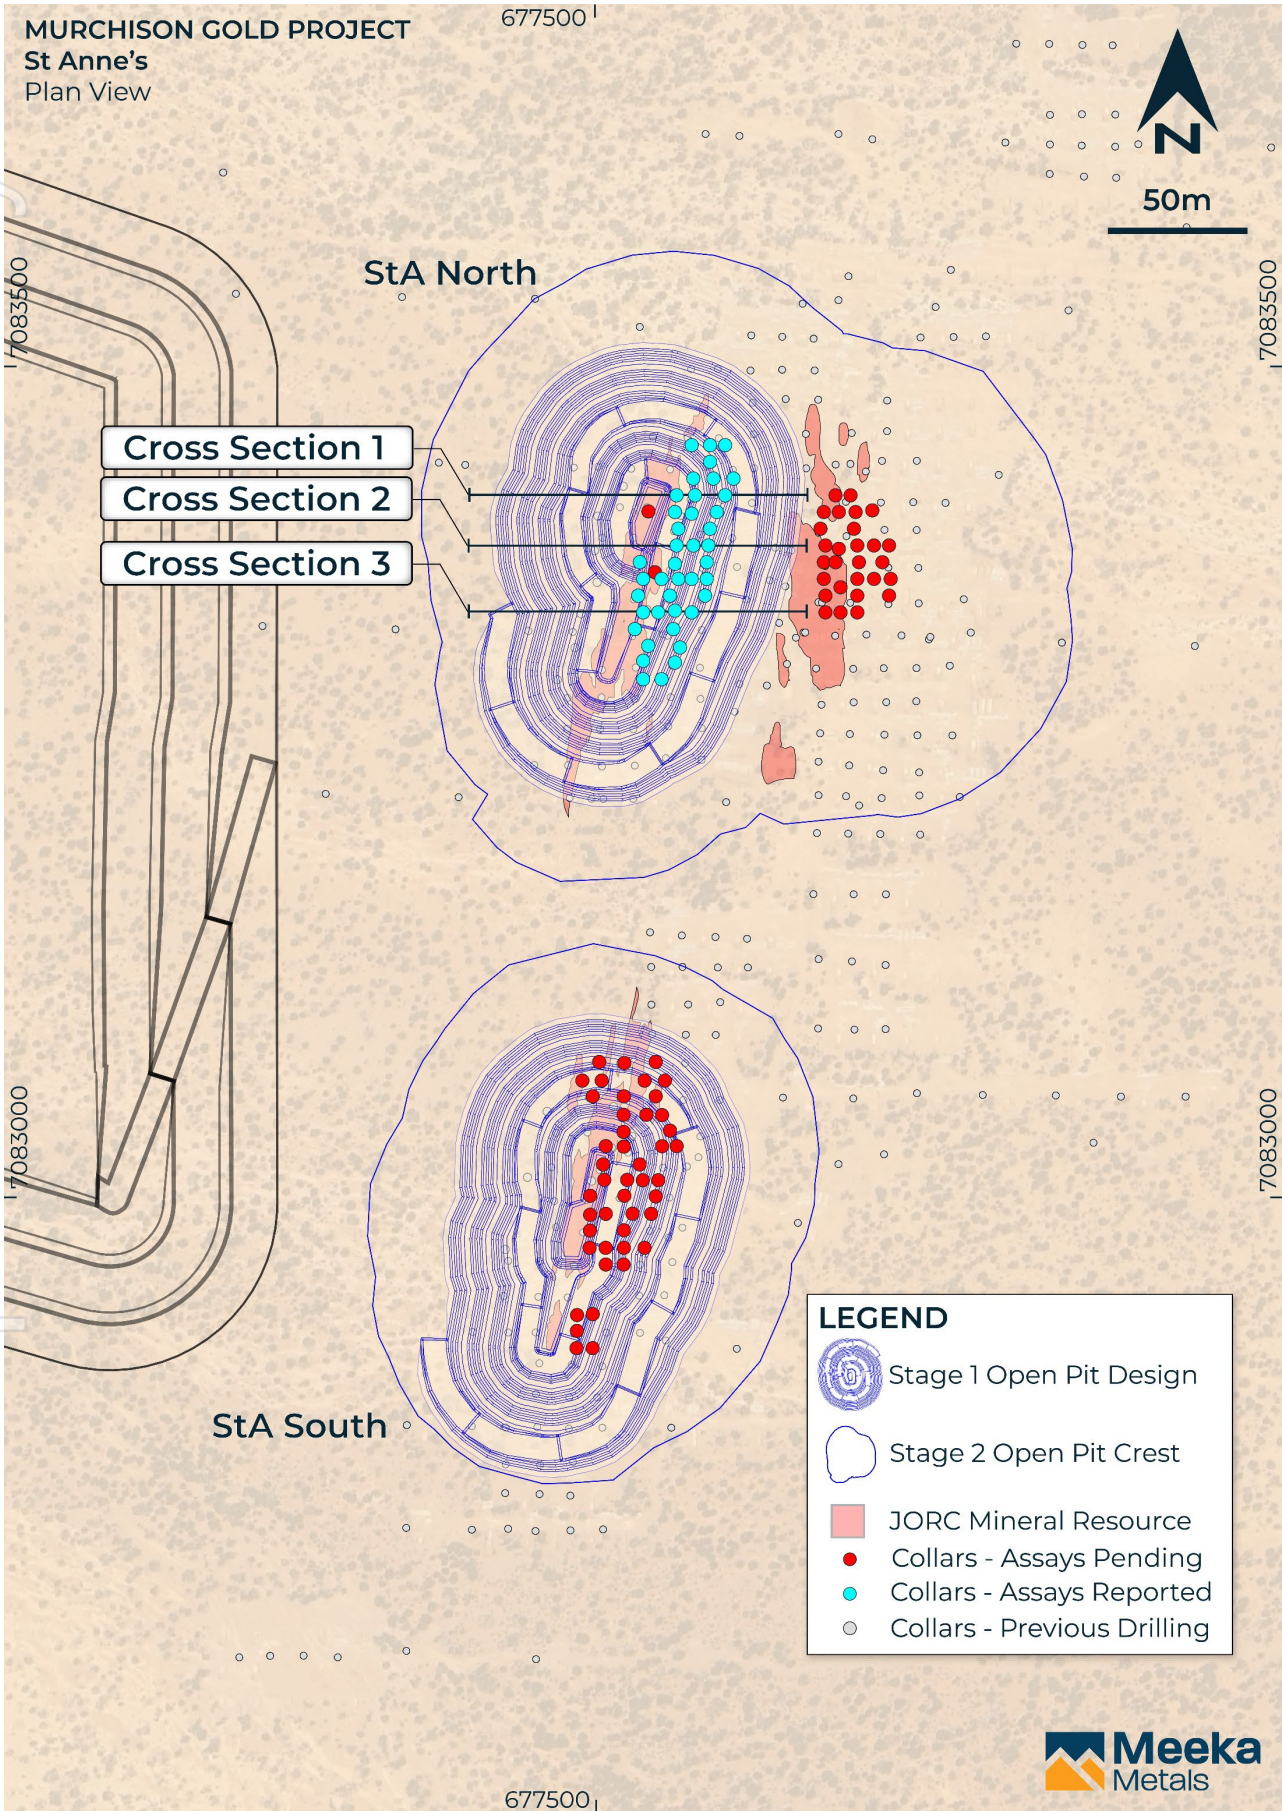 MURCHISON GOLD PROJECT
St Anne's
Plan View
677500
N
50m
7083500
7083500
StA North
Cross Section 1
Cross Section 2
Cross Section 3
7083000
7083000
StA South
LEGEND
Stage 1 Open Pit Design
Stage 2 Open Pit Crest
JORC Mineral Resource
Collars - Assays Pending
Collars - Assays Reported
Collars - Previous Drilling
677500
Meeka
Metals